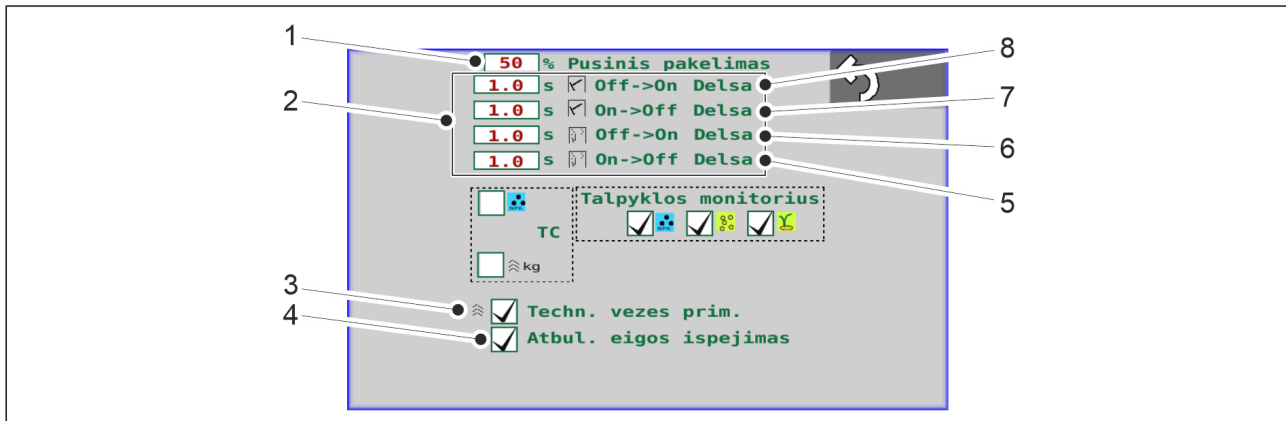 1 50 % Pusinis pakelimas 8
1.0 s Off->On Delsa
2 1.0 s On->Off Delsa 7
1.0 s Off->On Delsa 6
1.0 s On->Off Delsa 5
NPK Talpyklos monitorius
TC NPK
kg
3 Techn. vezes prim.
4 Atbul. eigos ispejimas